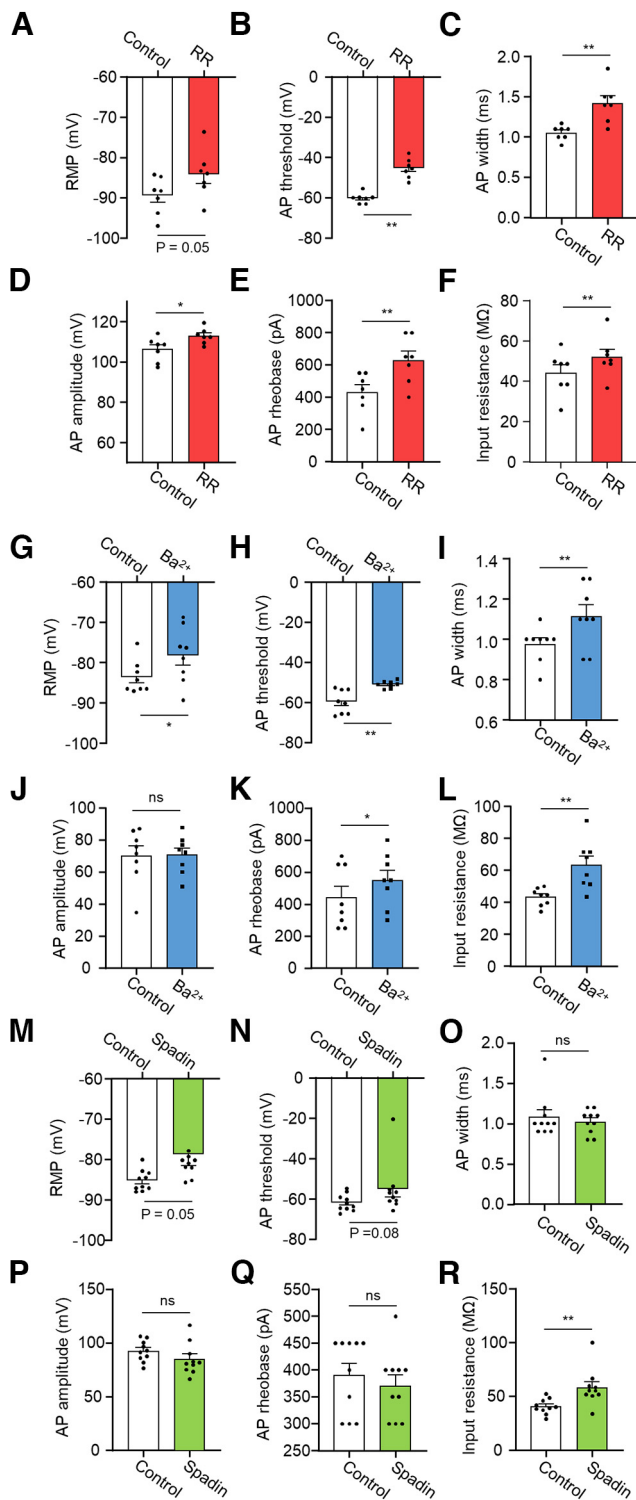 A
Control
RR
-60
-70
-80
-90
-100
RMP (mV)
P = 0.05
B
Control
RR
0
-20
-40
-60
-80
AP threshold (mV)
**
C
**
2.0
1.5
1.0
0.5
0.0
AP width (ms)
Control
RR
D
*
120
100
80
60
AP amplitude (mV)
Control
RR
E
**
1000
800
600
400
200
0
AP rheobase (pA)
Control
RR
F
**
80
60
40
20
0
Input resistance (MΩ)
Control
RR
G
Control
Ba²⁺
-60
-70
-80
-90
-100
RMP (mV)
*
H
Control
Ba²⁺
0
-20
-40
-60
-80
AP threshold (mV)
**
I
**
1.4
1.2
1.0
0.8
0.6
AP width (ms)
Control
Ba²⁺
J
ns
100
80
60
40
20
0
AP amplitude (mV)
Control
Ba²⁺
K
*
1000
800
600
400
200
0
AP rheobase (pA)
Control
Ba²⁺
L
**
100
80
60
40
20
0
Input resistance (MΩ)
Control
Ba²⁺
M
Control
Spadin
-60
-70
-80
-90
-100
RMP (mV)
P = 0.05
N
Control
Spadin
0
-20
-40
-60
-80
AP threshold (mV)
P =0.08
O
ns
2.0
1.5
1.0
0.5
0.0
AP width (ms)
Control
Spadin
P
ns
150
100
50
0
AP amplitude (mV)
Control
Spadin
Q
ns
550
500
450
400
350
300
250
AP rheobase (pA)
Control
Spadin
R
**
150
100
50
0
Input resistance (MΩ)
Control
Spadin